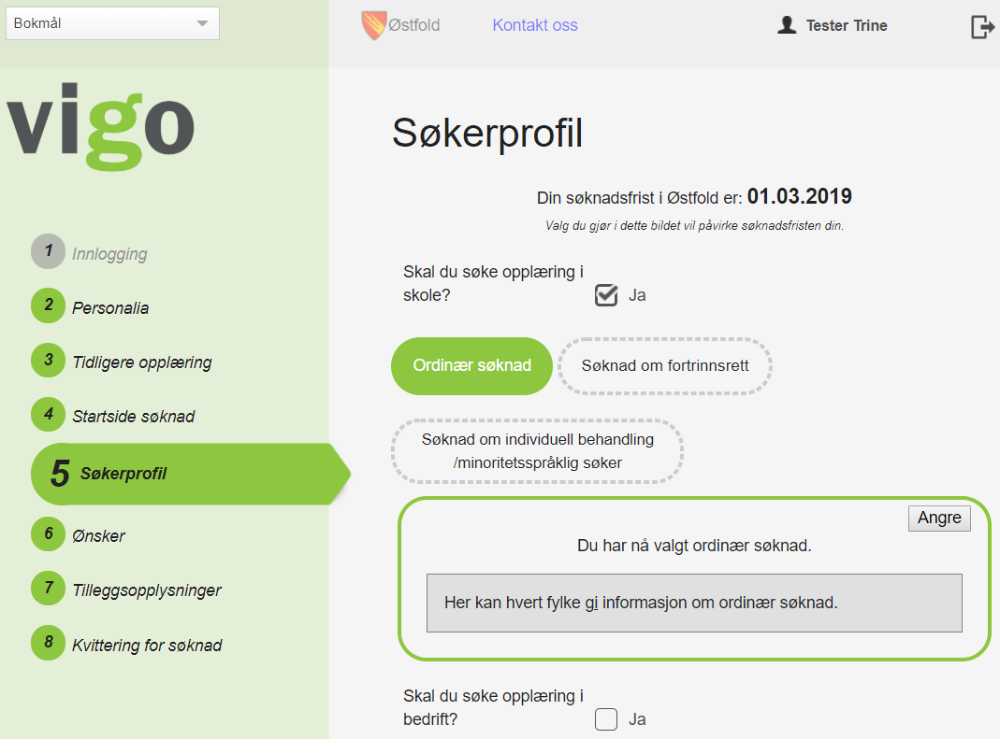 Bokmål
Østfold
Kontakt oss
Tester Trine
vigo
1 Innlogging
2 Personalia
3 Tidligere opplæring
4 Startside søknad
5 Søkerprofil
6 Ønsker
7 Tilleggsopplysninger
8 Kvittering for søknad
Søkerprofil
Din søknadsfrist i Østfold er: 01.03.2019
Valg du gjør i dette bildet vil påvirke søknadsfristen din.
Skal du søke opplæring i
skole?
Ja
Ordinær søknad
Søknad om fortrinnsrett
Søknad om individuell behandling
/minoritetsspråklig søker
Angre
Du har nå valgt ordinær søknad.
Her kan hvert fylke gi informasjon om ordinær søknad.
Skal du søke opplæring i
bedrift?
Ja